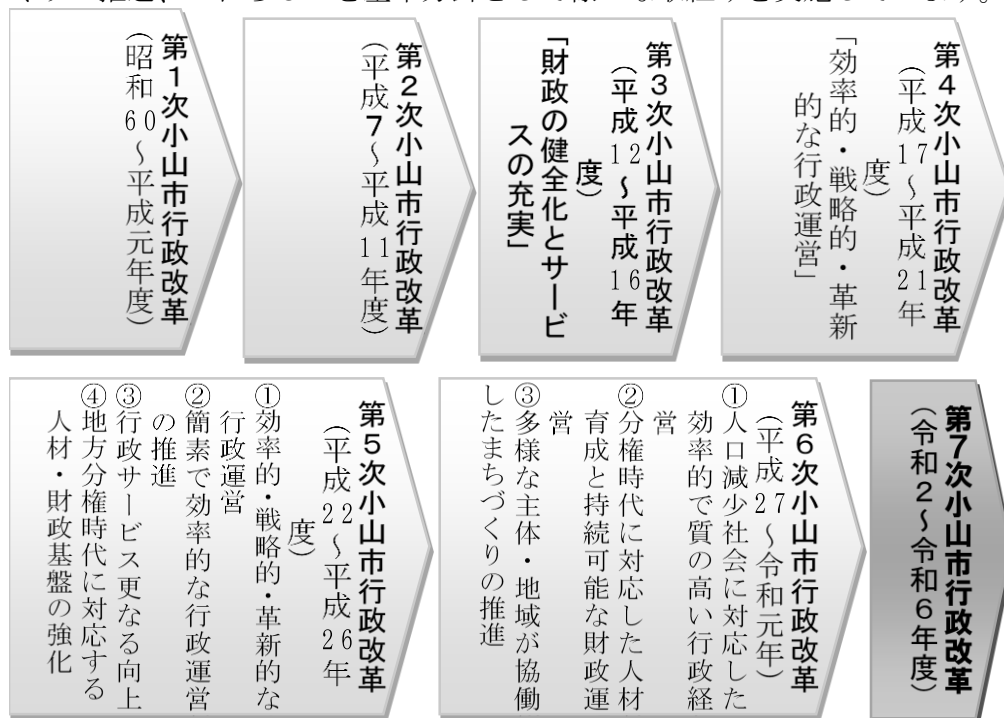 第１次小山市行政改革
（昭和60～平成元年度）
第２次小山市行政改革
（平成７～平成11年度）
第３次小山市行政改革
（平成12～平成16年
度）
「財政の健全化とサービ
スの充実」
第４次小山市行政改革
（平成17～平成21年
度）
「効率的・戦略的・革新
的な行政運営」
第５次小山市行政改革
（平成22～平成26年
度）
①効率的・戦略的・革新的な
行政運営
②簡素で効率的な行政運営
の推進
③行政サービス更なる向上
④地方分権時代に対応する
人材・財政基盤の強化
第６次小山市行政改革
（平成27～令和元年）
①人口減少社会に対応した
効率的で質の高い行政経
営
②分権時代に対応した人材
育成と持続可能な財政運
営
③多様な主体・地域が協働
したまちづくりの推進
第７次小山市行政改革
（令和２～令和６年度）